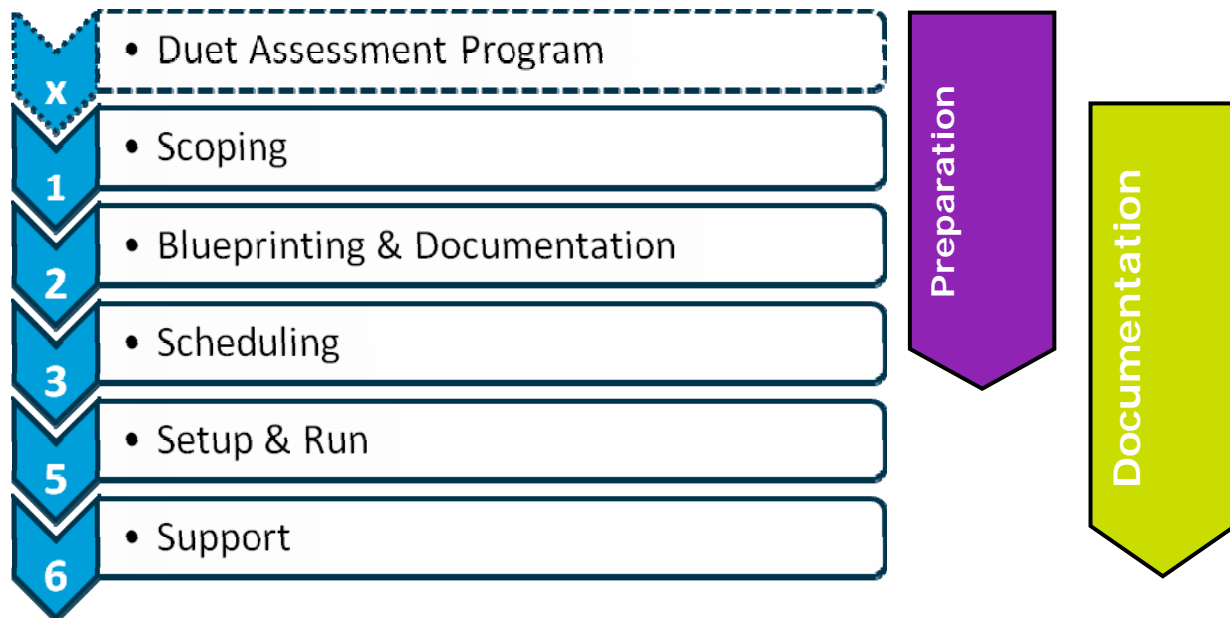 X
• Duet Assessment Program
1
• Scoping
2
• Blueprinting & Documentation
3
• Scheduling
5
• Setup & Run
6
• Support
Preparation
Documentation